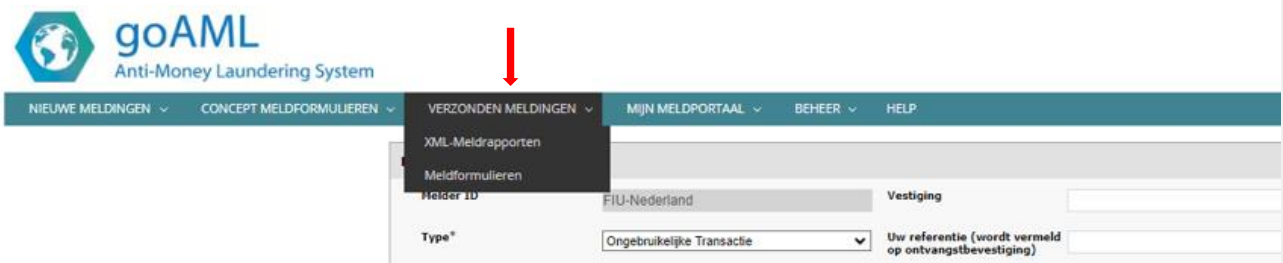 goAML
Anti-Money Laundering System
NIEUWE MELDINGEN CONCEPT MELDFORMULIEREN VERZONDEN MELDINGEN MIJN MELDPORTAAL BEHEER HELP
XML-Meldrapporten
Meldformulieren
Melder ID FIU-Nederland Vestiging
Type* Ongebruikelijke Transactie Uw referentie (wordt vermeld
op ontvangstbevestiging)